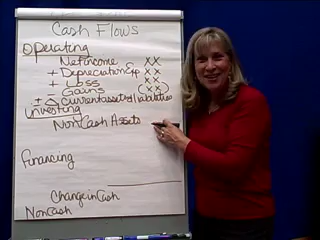 Cash Flows
Operating
Net income XX
+ Depreciation Exp XX
+ Loss XX
- Gains (XX
± △ current assets/liabilities
investing
Non Cash Assets
Financing
Change in Cash
Non Cash